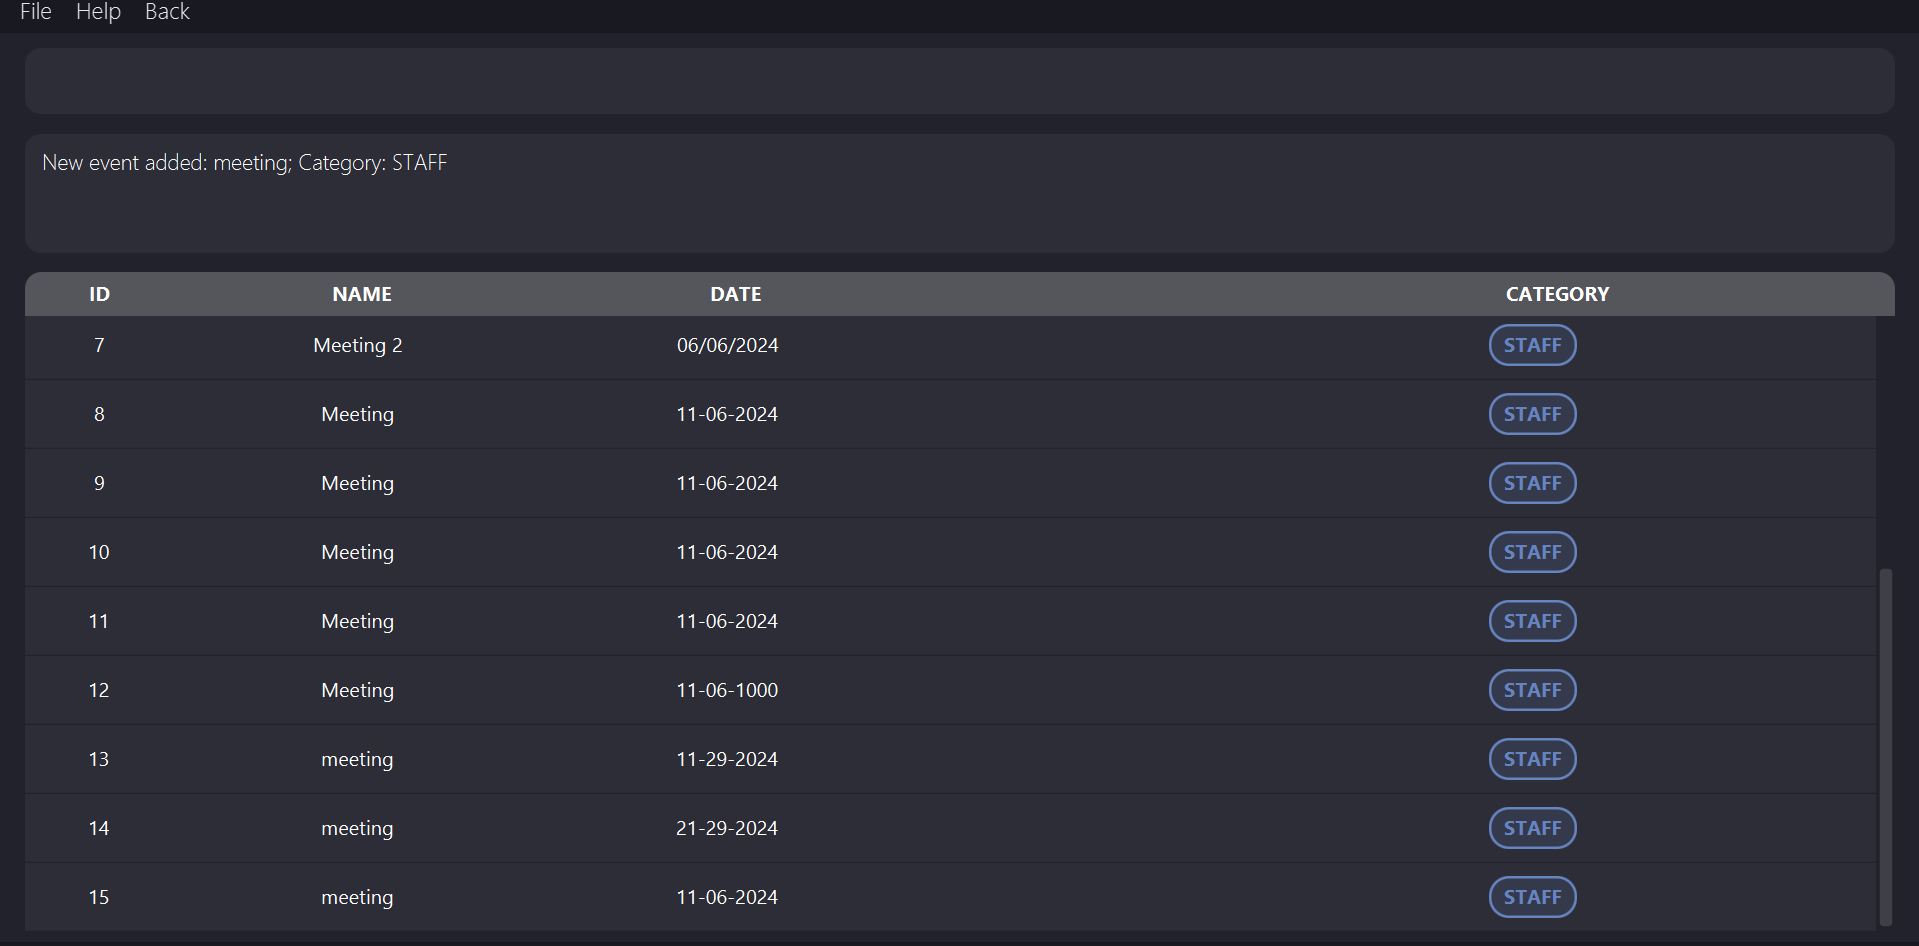 File Help Back
New event added: meeting; Category: STAFF
ID NAME DATE CATEGORY
7 Meeting 2 06/06/2024 STAFF
8 Meeting 11-06-2024 STAFF
9 Meeting 11-06-2024 STAFF
10 Meeting 11-06-2024 STAFF
11 Meeting 11-06-2024 STAFF
12 Meeting 11-06-1000 STAFF
13 meeting 11-29-2024 STAFF
14 meeting 21-29-2024 STAFF
15 meeting 11-06-2024 STAFF